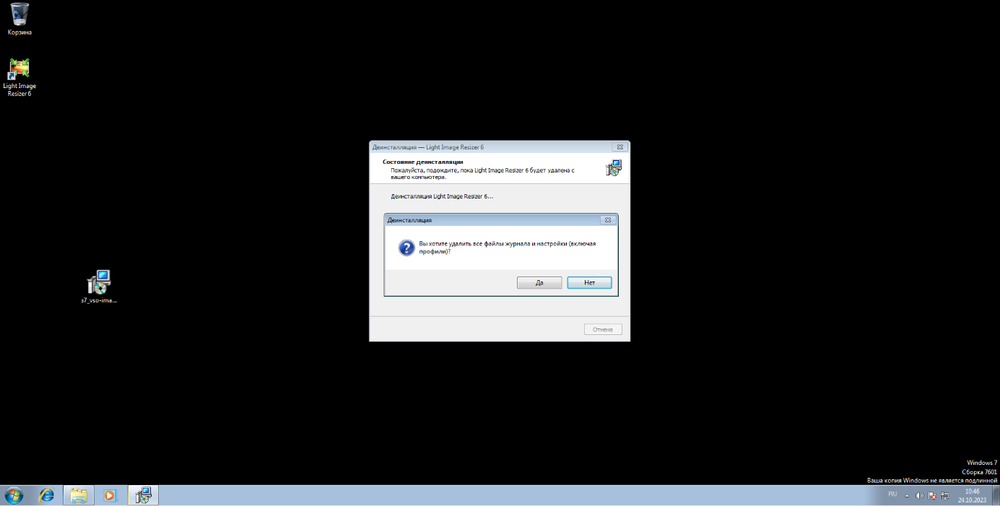 Корзина
Light Image
Resizer 6
Деинсталляция — Light Image Resizer 6
Состояние деинсталляции
Пожалуйста, подождите, пока Light Image Resizer 6 будет удалена с
вашего компьютера.
Деинсталляция Light Image Resizer 6...
Деинсталляция
Вы хотите удалить все файлы журнала и настройки (включая
профили)?
Да
Нет
s7_vso-ima...
Отмена
Windows 7
Сборка 7601
Ваша копия Windows не является подлинной
RU
10:46
24.10.2023